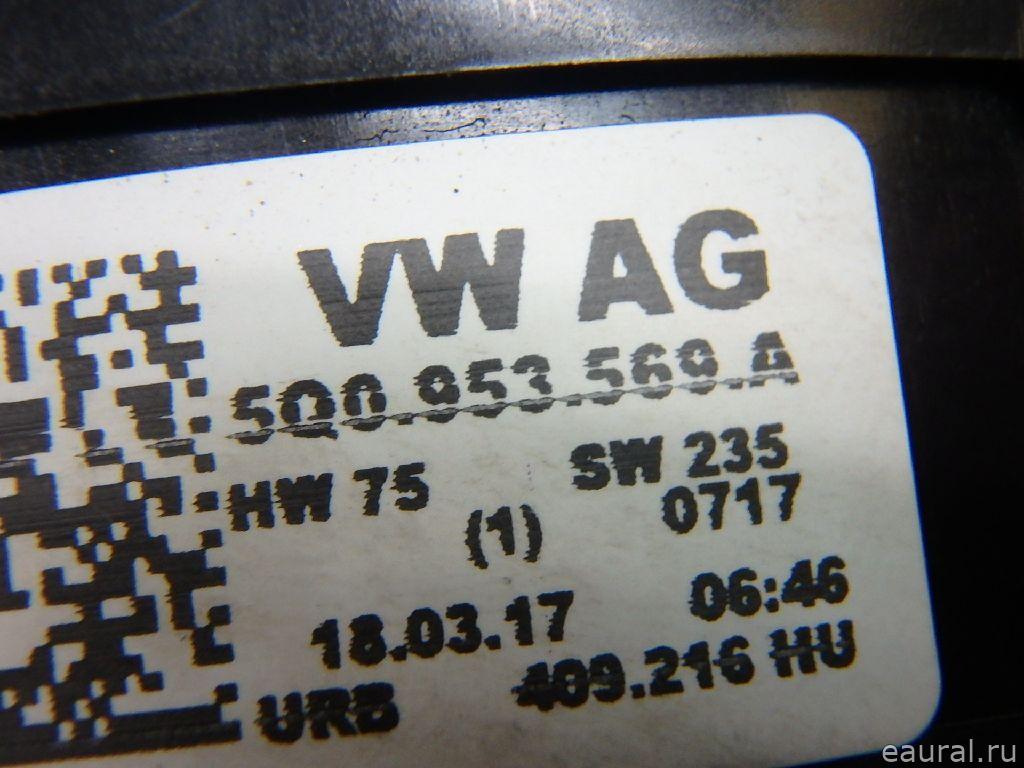 VW AG
5Q0.953.569.A
HW 75 SW 235
(1) 0717
18.03.17 06:46
URB 409.216 HU
eaural.ru